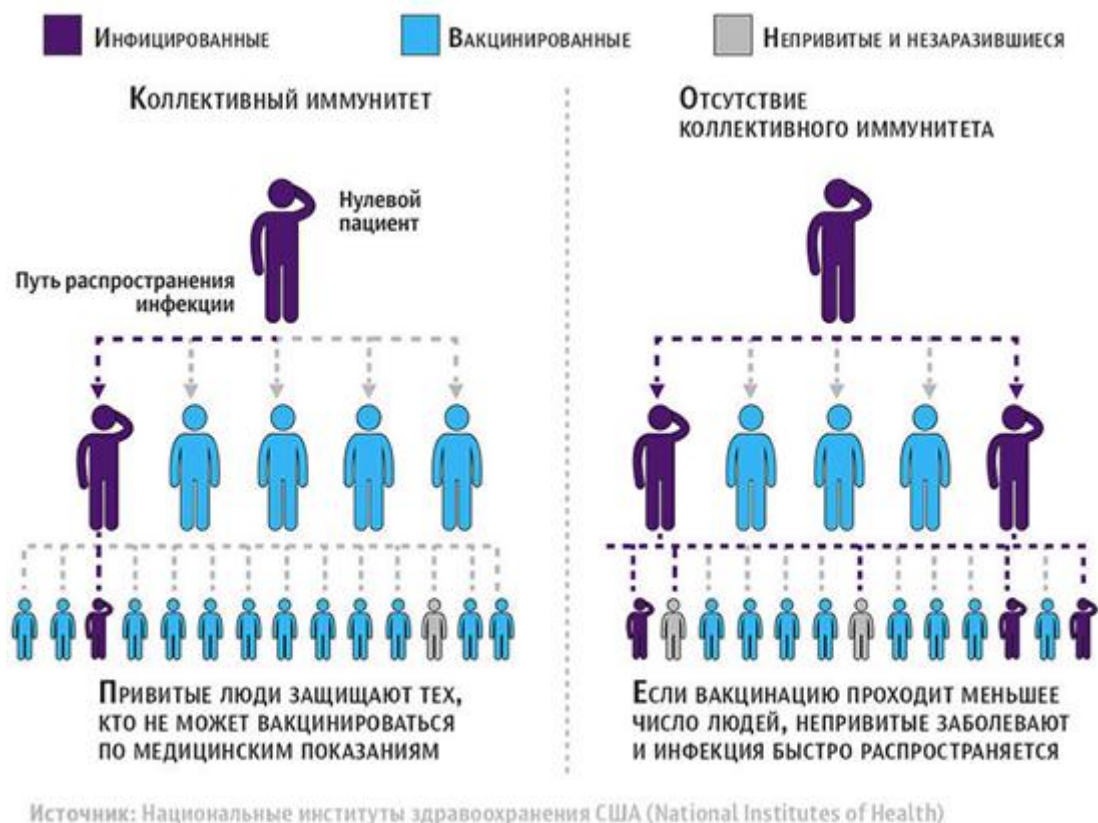 Инфицированные
Вакцинированные
Непривитые и незаразившиеся
Коллективный иммунитет
Нулевой
пациент
Путь распространения
инфекции
Привитые люди защищают тех,
кто не может вакцинироваться
по медицинским показаниям
Отсутствие
коллективного иммунитета
Если вакцинацию проходит меньшее
число людей, непривитые заболевают
и инфекция быстро распространяется
Источник: Национальные институты здравоохранения США (National Institutes of Health)